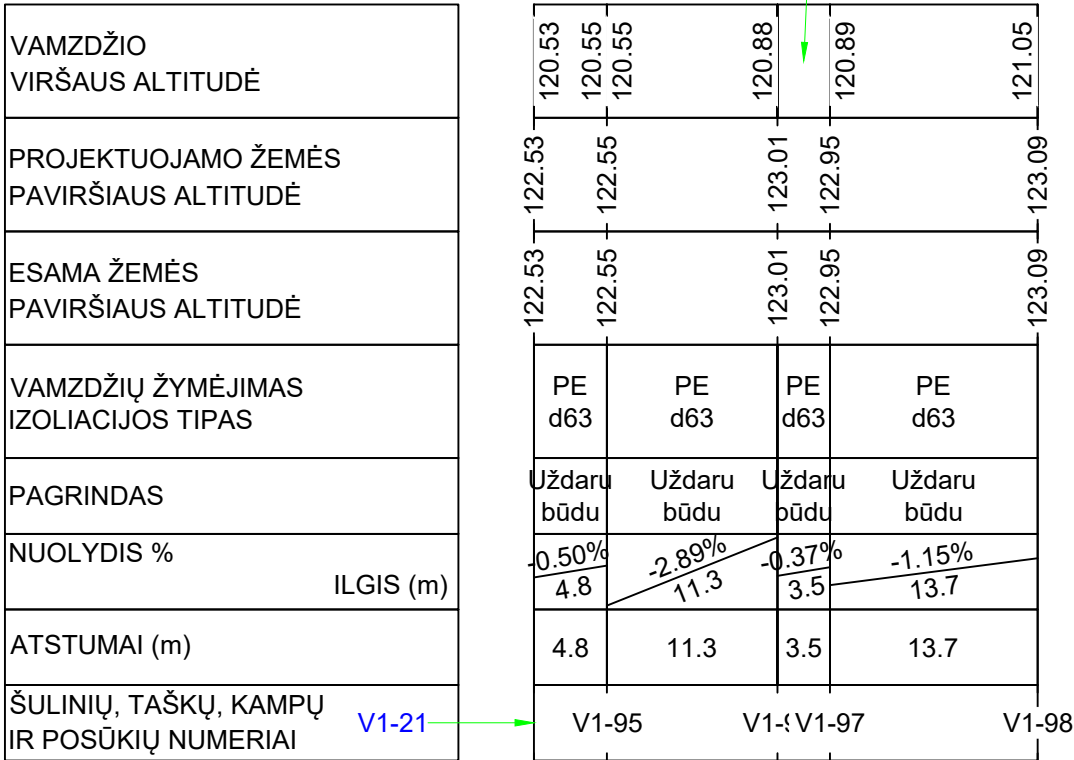 VAMZDŽIO
VIRŠAUS ALTITUDĖ
120.53 120.55 120.55 120.88 120.89 121.05
PROJEKTUOJAMO ŽEMĖS
PAVIRŠIAUS ALTITUDĖ
122.53 122.55 123.01 122.95 123.09
ESAMA ŽEMĖS
PAVIRŠIAUS ALTITUDĖ
122.53 122.55 123.01 122.95 123.09
VAMZDŽIŲ ŽYMĖJIMAS
IZOLIACIJOS TIPAS
PE PE PE PE
d63 d63 d63 d63
PAGRINDAS
Uždaru Uždaru Uždaru Uždaru
būdu būdu būdu būdu
NUOLYDIS %
ILGIS (m)
-0.50% -2.89% -0.37% -1.15%
4.8 11.3 3.5 13.7
ATSTUMAI (m)
4.8 11.3 3.5 13.7
ŠULINIŲ, TAŠKŲ, KAMPŲ
IR POSŪKIŲ NUMERIAI
V1-21 V1-95 V1-97 V1-98